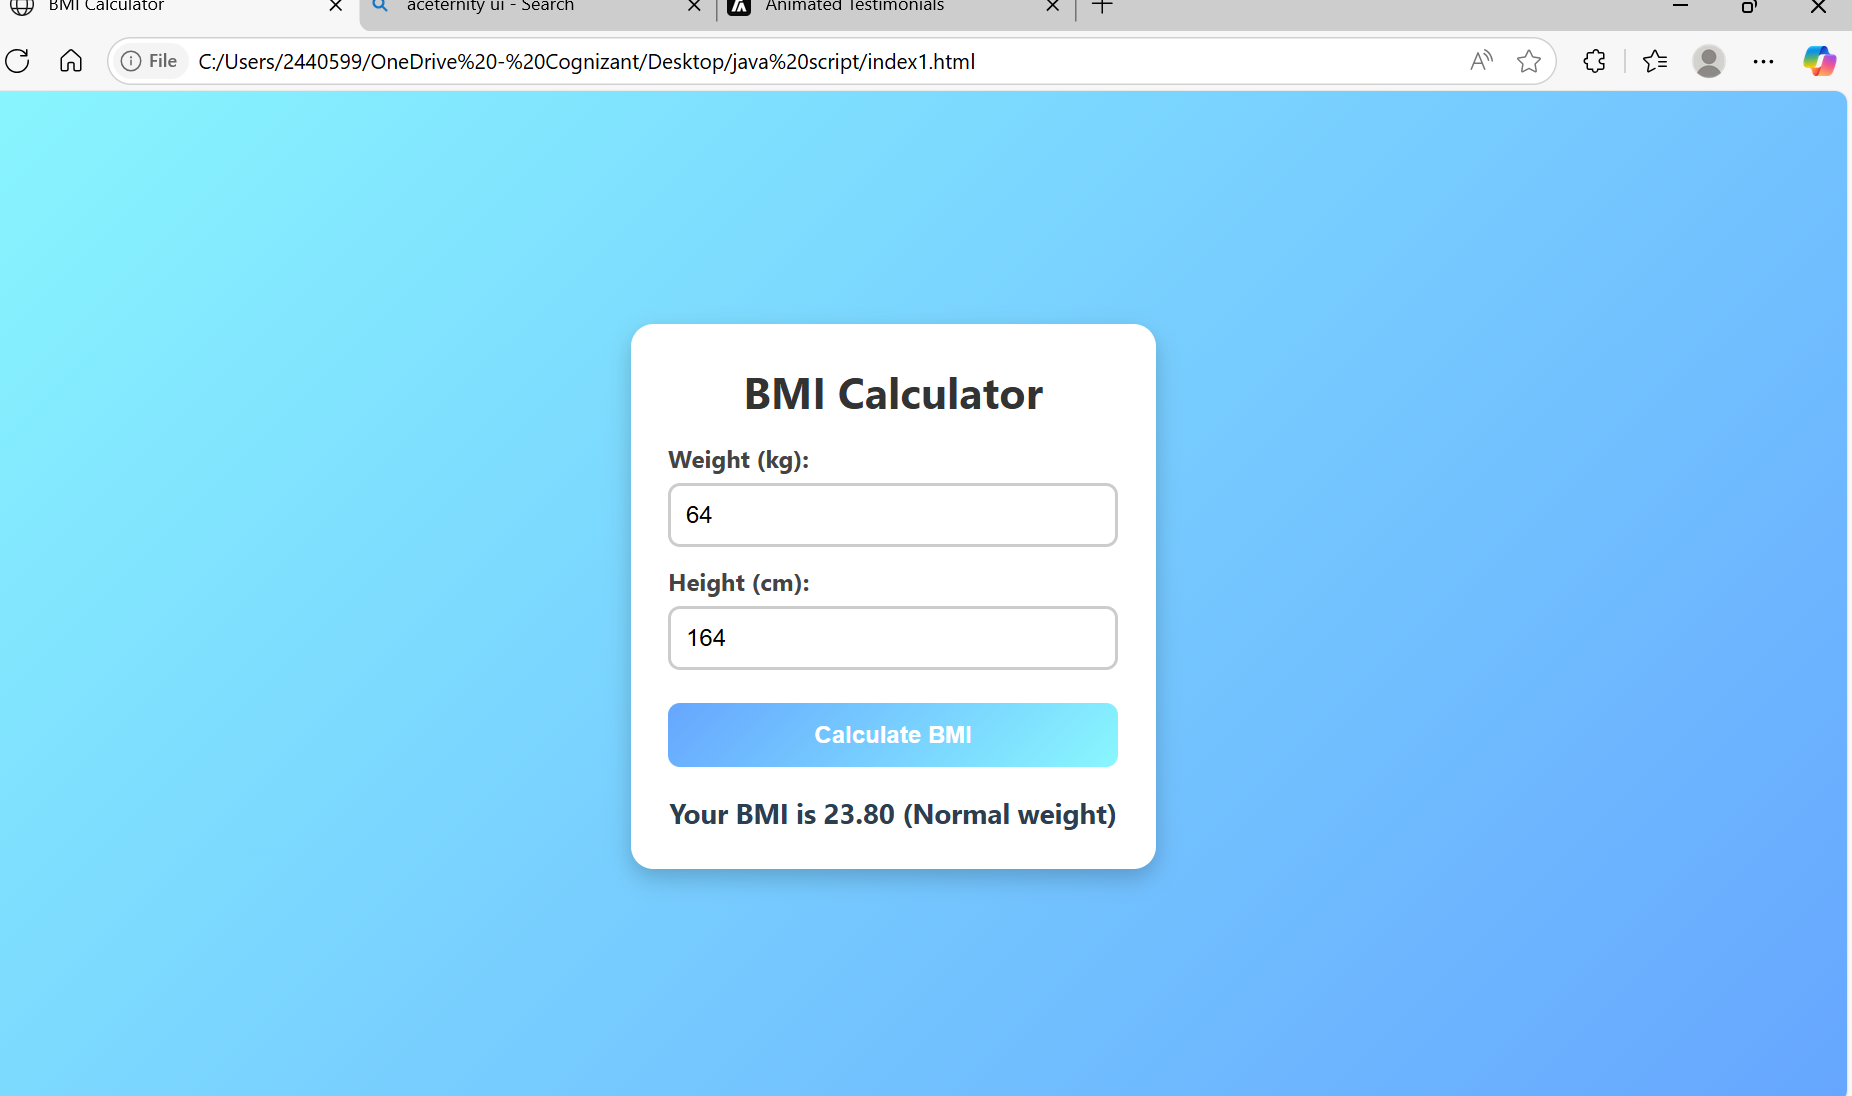 BMI Calculator
aceternity ui - Search
Animated Testimonials
File
C:/Users/2440599/OneDrive%20-%20Cognizant/Desktop/java%20script/index1.html
BMI Calculator
Weight (kg):
64
Height (cm):
164
Calculate BMI
Your BMI is 23.80 (Normal weight)